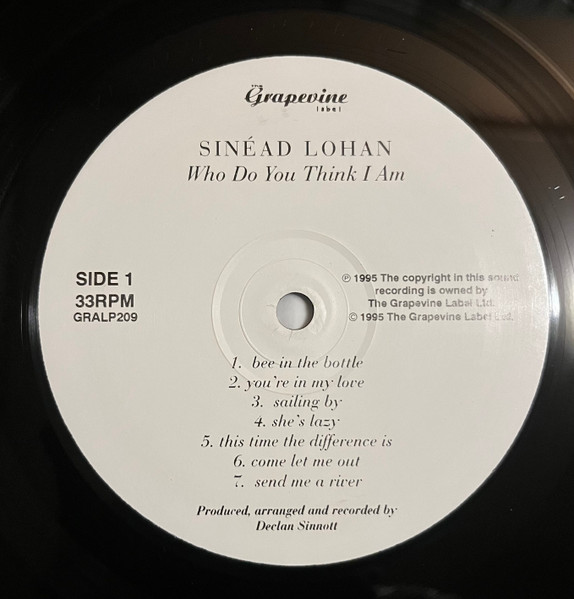 The
Grapevine
label
SINÉAD LOHAN
Who Do You Think I Am
SIDE 1
33RPM
GRALP209
℗ 1995 The copyright in this sound
recording is owned by
The Grapevine Label Ltd.
© 1995 The Grapevine Label Ltd.
1. bee in the bottle
2. you're in my love
3. sailing by
4. she's lazy
5. this time the difference is
6. come let me out
7. send me a river
Produced, arranged and recorded by
Declan Sinnott